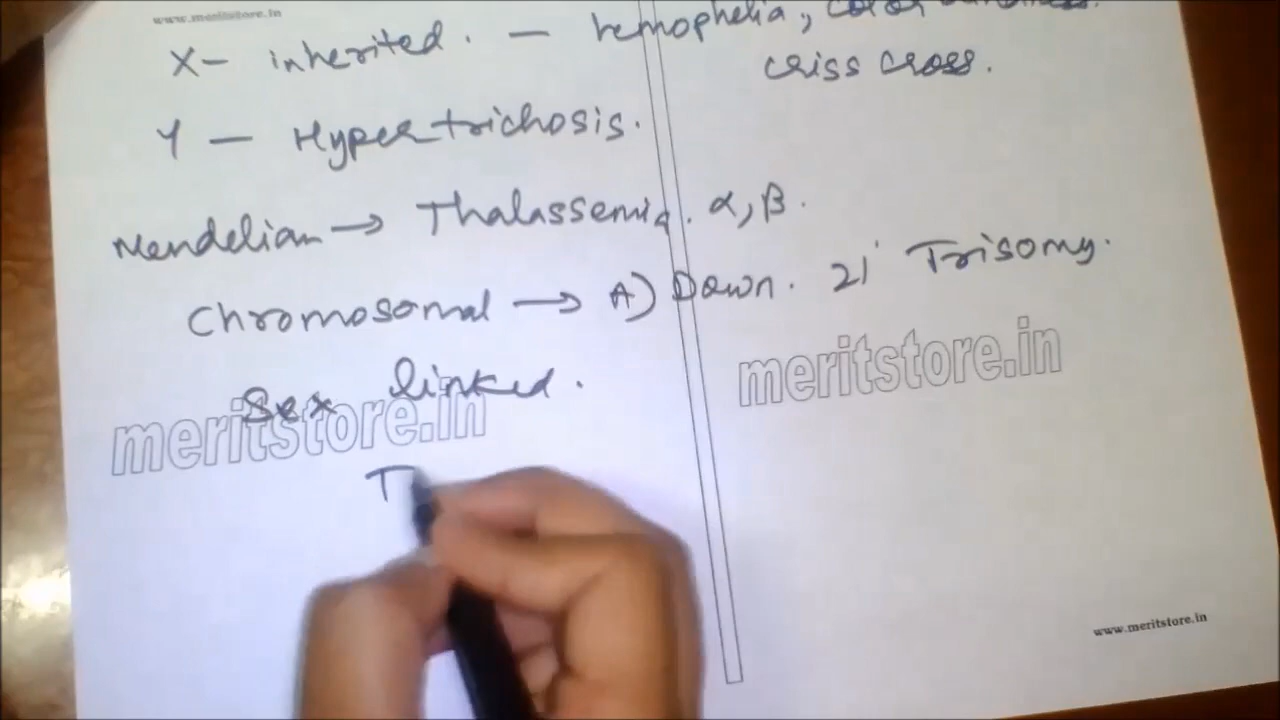 www.meritstore.in
X- inherited. - hemophelia, color
criss cross.
Y - Hypertrichosis.
Mendelian → Thalassemia. α, β.
Chromosomal → A) Down. 21 Trisomy.
Sex linked.
meritstore.in meritstore.in
T
www.meritstore.in